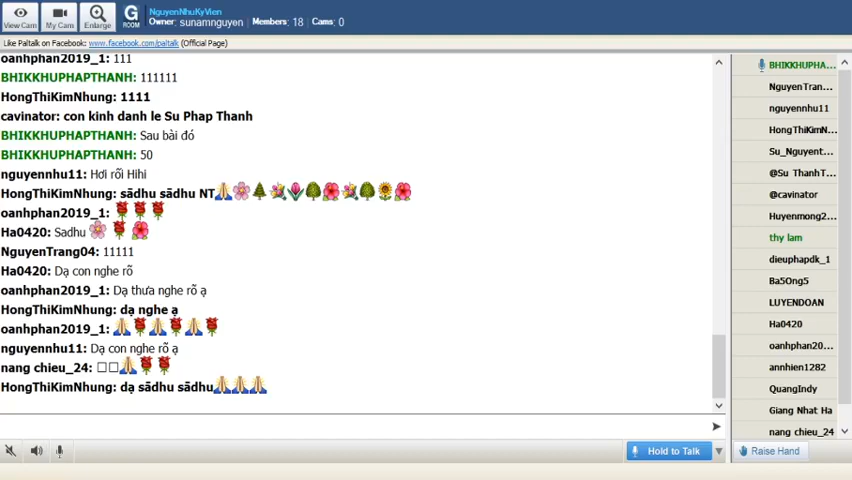 View Cam
My Cam
Enlarge
G
ROOM
NguyenNhuKyVien
Owner: sunamnguyen Members: 18 Cams: 0
Like Paltalk on Facebook: www.facebook.com/paltalk (Official Page)
oanhphan2019_1: 111
BHIKKHUPHAPTHANH: 111111
HongThiKimNhung: 1111
cavinator: con kinh danh le Su Phap Thanh
BHIKKHUPHAPTHANH: Sau bài đó
BHIKKHUPHAPTHANH: 50
nguyennhu11: Hơi rối Hihi
HongThiKimNhung: sādhu sādhu NT🙏🌸🌲💐🌷🌳🌺💐🌳🌻🌺
oanhphan2019_1: 🌹🌹🌹
Ha0420: Sadhu 🌸🌹🌺
NguyenTrang04: 11111
Ha0420: Dạ con nghe rõ
oanhphan2019_1: Dạ thưa nghe rõ ạ
HongThiKimNhung: dạ nghe ạ
oanhphan2019_1: 🙏🌹🙏🌹🙏🌹
nguyennhu11: Dạ con nghe rõ ạ
nang chieu_24: □□🙏🌹🌹
HongThiKimNhung: dạ sādhu sādhu🙏🙏🙏
Hold to Talk
BHIKKHUPHA...
NguyenTran...
nguyennhu11
HongThiKimN...
Su_Nguyent...
@Su ThanhT...
@cavinator
Huyenmong2...
thy lam
dieuphapdk_1
Ba5Ong5
LUYENDOAN
Ha0420
oanhphan20...
annhien1282
QuangIndy
Giang Nhat Ha
nang chieu_24
Raise Hand